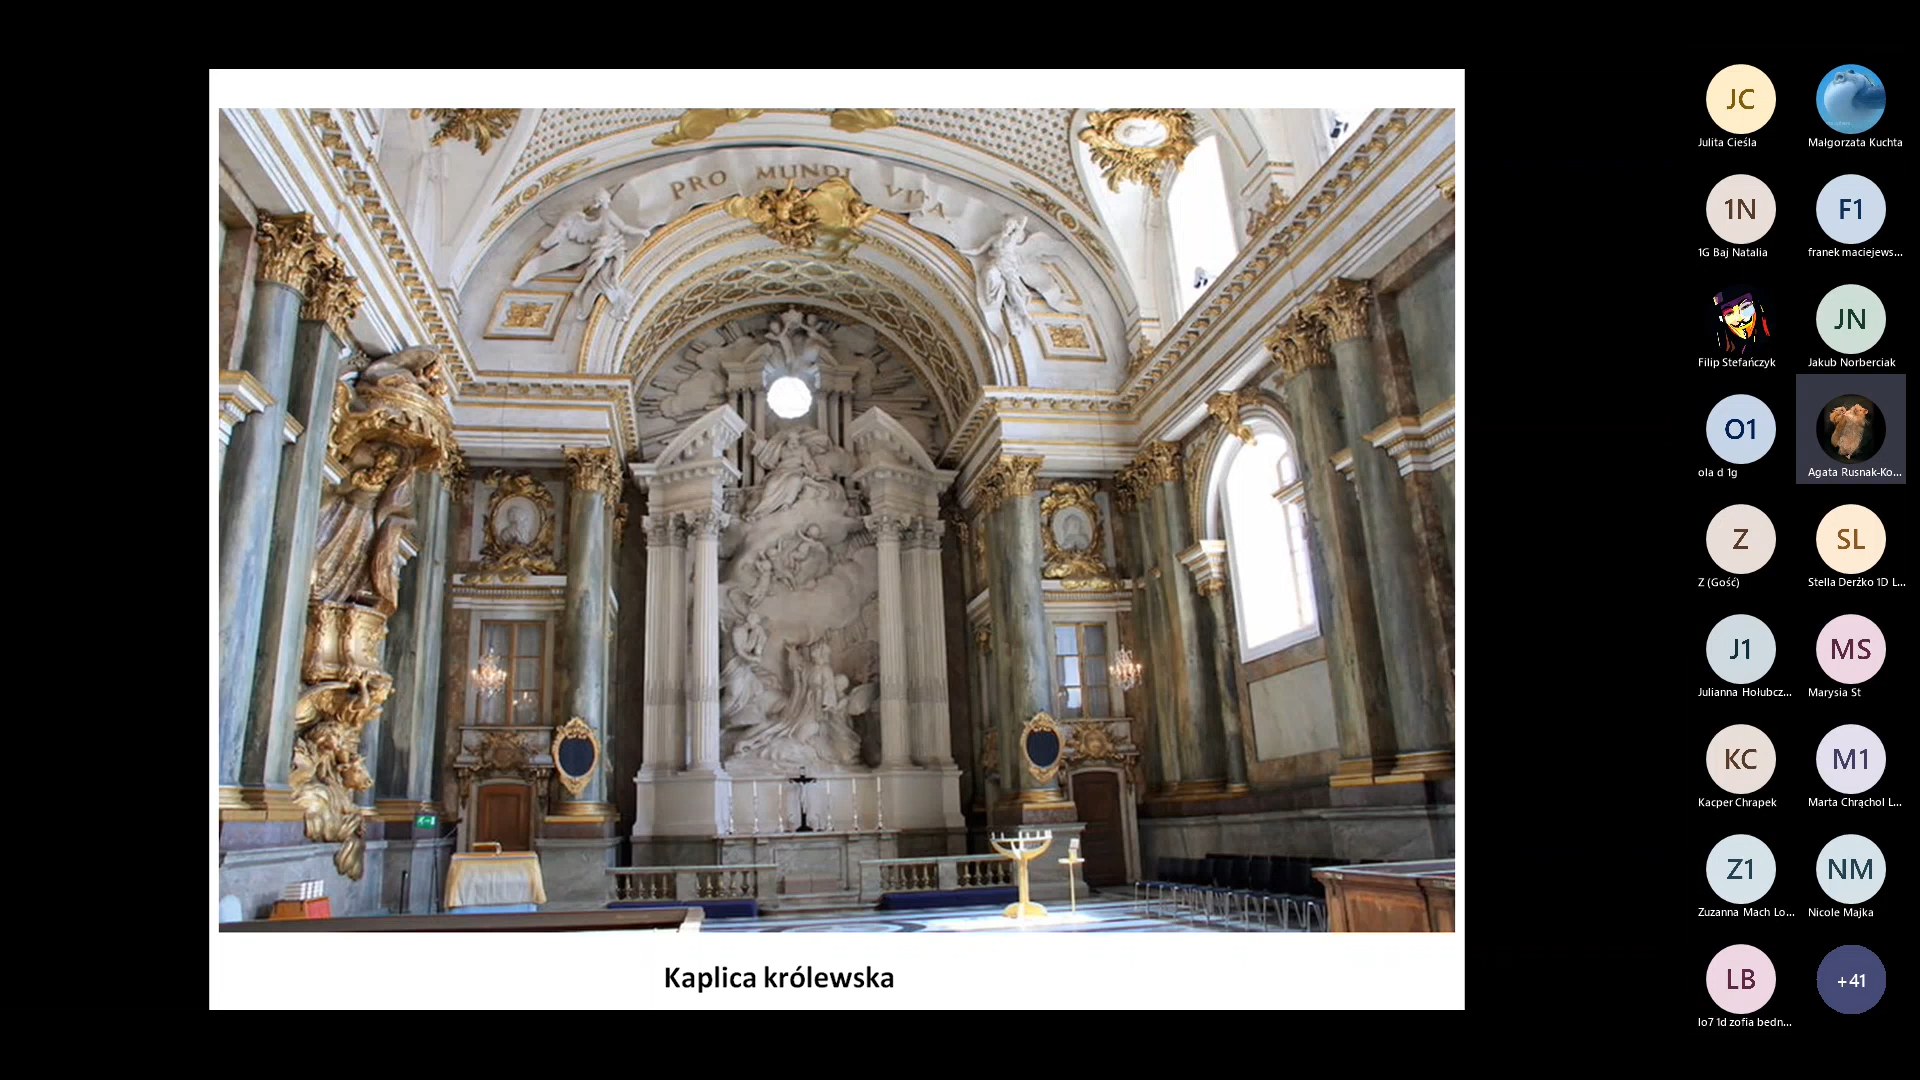 PRO MUNDI VITA
Kaplica królewska
JC
Julita Cieśla
Małgorzata Kuchta
1N
1G Baj Natalia
F1
franek maciejews...
Filip Stefańczyk
JN
Jakub Norberciak
O1
ola d 1g
Agata Rusnak-Ko...
Z
Z (Gość)
SL
Stella Derżko 1D L...
J1
Julianna Hołubcz...
MS
Marysia St
KC
Kacper Chrapek
M1
Marta Chrąchol L...
Z1
Zuzanna Mach Lo...
NM
Nicole Majka
LB
lo7 1d zofia bedn...
+41